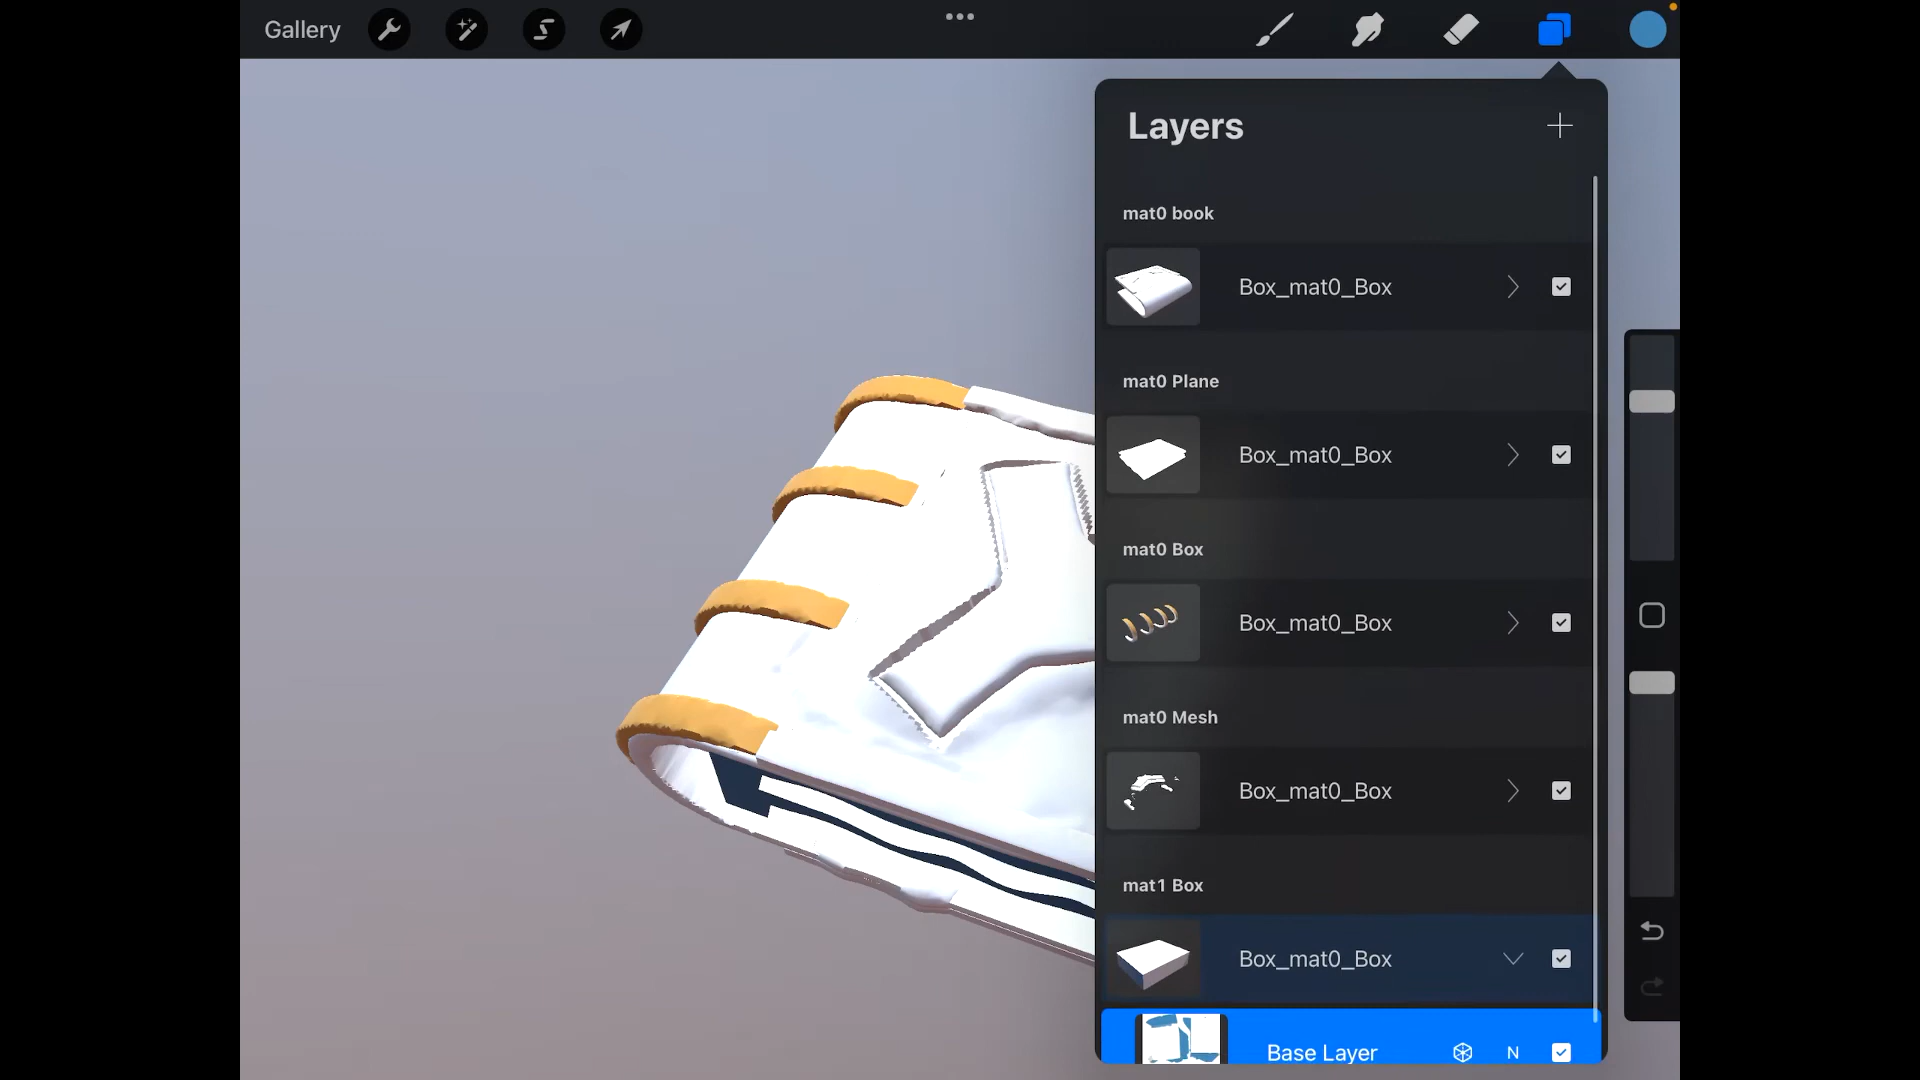 Gallery
Layers
mat0 book
Box_mat0_Box
mat0 Plane
Box_mat0_Box
mat0 Box
Box_mat0_Box
mat0 Mesh
Box_mat0_Box
mat1 Box
Box_mat0_Box
Base Layer N